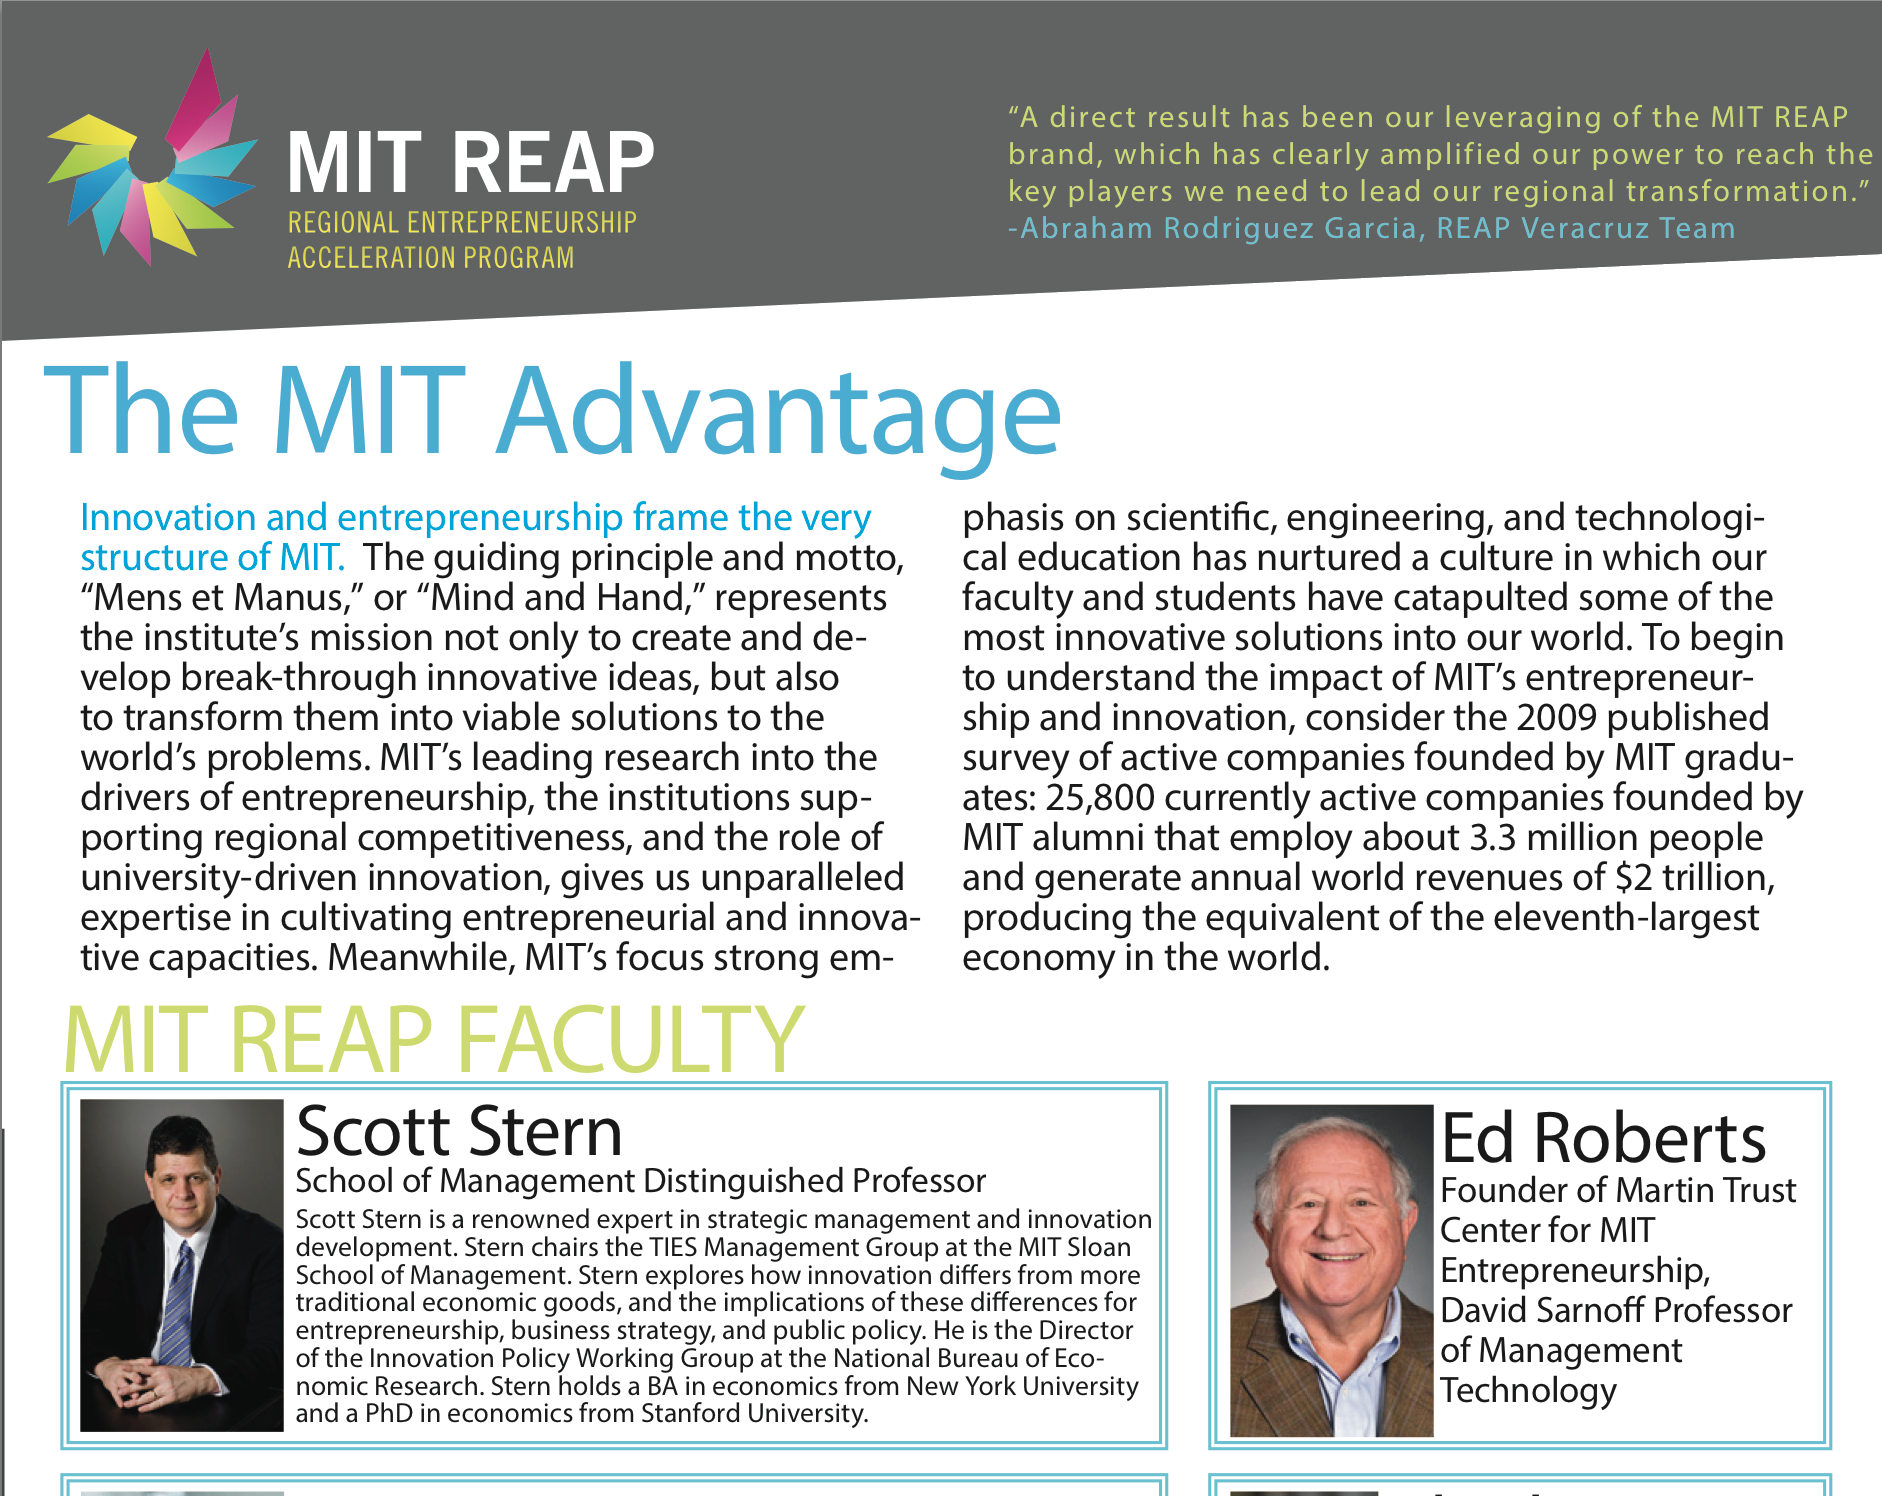 MIT REAP
REGIONAL ENTREPRENEURSHIP
ACCELERATION PROGRAM
“A direct result has been our leveraging of the MIT REAP
brand, which has clearly amplified our power to reach the
key players we need to lead our regional transformation.”
-Abraham Rodriguez Garcia, REAP Veracruz Team
The MIT Advantage
Innovation and entrepreneurship frame the very
structure of MIT. The guiding principle and motto,
“Mens et Manus,” or “Mind and Hand,” represents
the institute’s mission not only to create and de-
velop break-through innovative ideas, but also
to transform them into viable solutions to the
world’s problems. MIT’s leading research into the
drivers of entrepreneurship, the institutions sup-
porting regional competitiveness, and the role of
university-driven innovation, gives us unparalleled
expertise in cultivating entrepreneurial and innova-
tive capacities. Meanwhile, MIT’s focus strong em-
phasis on scientific, engineering, and technologi-
cal education has nurtured a culture in which our
faculty and students have catapulted some of the
most innovative solutions into our world. To begin
to understand the impact of MIT’s entrepreneur-
ship and innovation, consider the 2009 published
survey of active companies founded by MIT gradu-
ates: 25,800 currently active companies founded by
MIT alumni that employ about 3.3 million people
and generate annual world revenues of $2 trillion,
producing the equivalent of the eleventh-largest
economy in the world.
MIT REAP FACULTY
Scott Stern
School of Management Distinguished Professor
Scott Stern is a renowned expert in strategic management and innovation
development. Stern chairs the TIES Management Group at the MIT Sloan
School of Management. Stern explores how innovation differs from more
traditional economic goods, and the implications of these differences for
entrepreneurship, business strategy, and public policy. He is the Director
of the Innovation Policy Working Group at the National Bureau of Eco-
nomic Research. Stern holds a BA in economics from New York University
and a PhD in economics from Stanford University.
Ed Roberts
Founder of Martin Trust
Center for MIT
Entrepreneurship,
David Sarnoff Professor
of Management
Technology